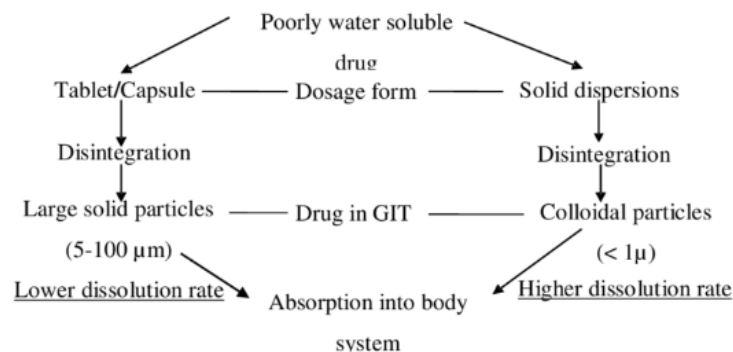 Poorly water soluble
drug
Tablet/Capsule Dosage form Solid dispersions
Disintegration Disintegration
Large solid particles Drug in GIT Colloidal particles
(5-100 µm) (< 1µ)
Lower dissolution rate Absorption into body Higher dissolution rate
system